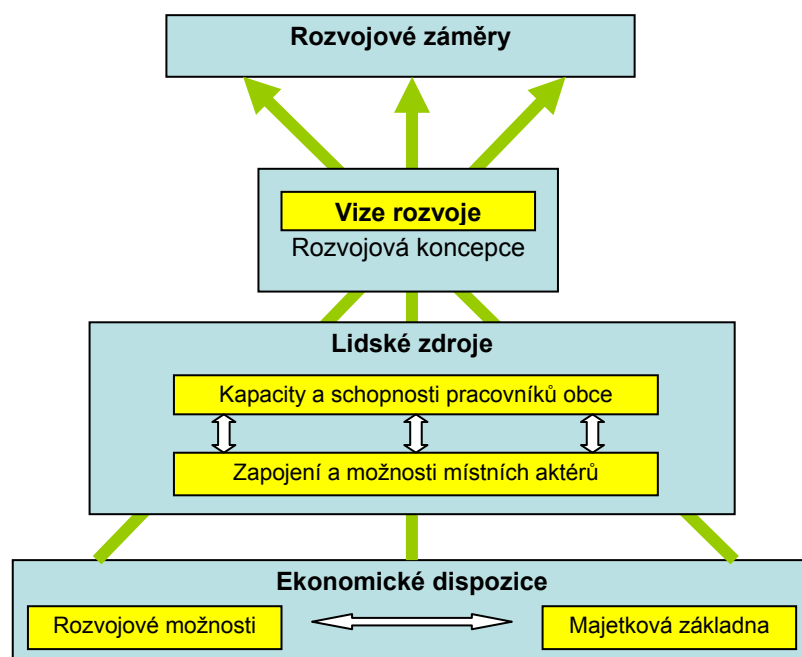 Rozvojové záměry
Vize rozvoje
Rozvojová koncepce
Lidské zdroje
Kapacity a schopnosti pracovníků obce
Zapojení a možnosti místních aktérů
Ekonomické dispozice
Rozvojové možnosti
Majetková základna